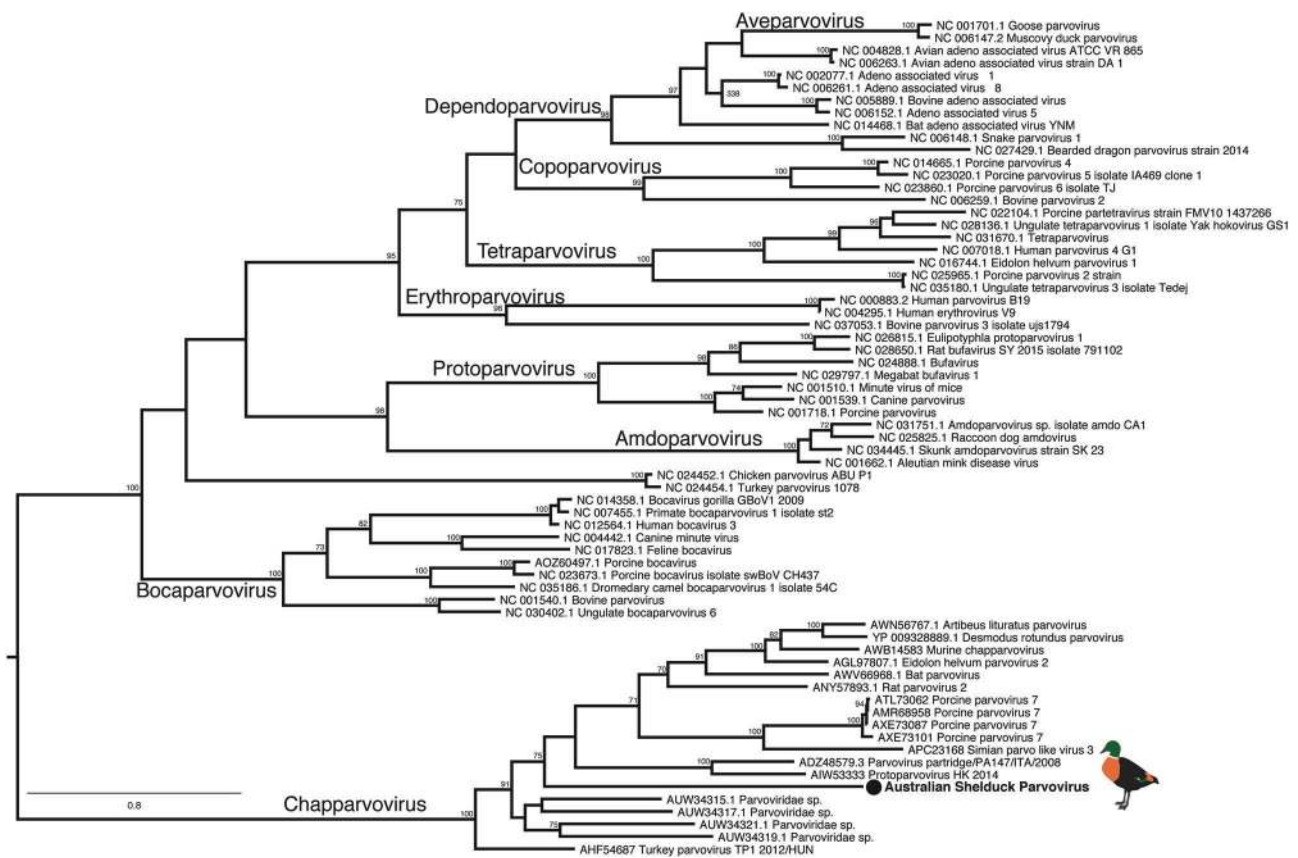 Aveparvovirus
100
NC 001701.1 Goose parvovirus
NC 006147.2 Muscovy duck parvovirus
100
NC 004828.1 Avian adeno associated virus ATCC VR 865
NC 006263.1 Avian adeno associated virus strain DA 1
100
NC 002077.1 Adeno associated virus 1
NC 006261.1 Adeno associated virus 8
97
338
Dependoparvovirus
98
100
NC 005889.1 Bovine adeno associated virus
NC 006152.1 Adeno associated virus 5
NC 014468.1 Bat adeno associated virus YNM
100
NC 006148.1 Snake parvovirus 1
NC 027429.1 Bearded dragon parvovirus strain 2014
Copoparvovirus
100
100
NC 014665.1 Porcine parvovirus 4
NC 023020.1 Porcine parvovirus 5 isolate IA469 clone 1
99
NC 023860.1 Porcine parvovirus 6 isolate TJ
NC 006259.1 Bovine parvovirus 2
75
96
NC 022104.1 Porcine partetravirus strain FMV10 1437266
NC 028136.1 Ungulate tetraparvovirus 1 isolate Yak hokovirus GS1
99
NC 031670.1 Tetraparvovirus
Tetraparvovirus
100
NC 007018.1 Human parvovirus 4 G1
95
100
NC 016744.1 Eidolon helvum parvovirus 1
100
NC 025965.1 Porcine parvovirus 2 strain
NC 035180.1 Ungulate tetraparvovirus 3 isolate Tedej
Erythroparvovirus
98
100
NC 000883.2 Human parvovirus B19
NC 004295.1 Human erythrovirus V9
NC 037053.1 Bovine parvovirus 3 isolate ujs1794
100
NC 026815.1 Eulipotyphla protoparvovirus 1
86
NC 028650.1 Rat bufavirus SY 2015 isolate 791102
98
NC 024888.1 Bufavirus
Protoparvovirus
100
NC 029797.1 Megabat bufavirus 1
74
NC 001510.1 Minute virus of mice
100
NC 001539.1 Canine parvovirus
98
NC 001718.1 Porcine parvovirus
72
NC 031751.1 Amdoparvovirus sp. isolate amdo CA1
Amdoparvovirus
NC 025825.1 Raccoon dog amdovirus
100
NC 034445.1 Skunk amdoparvovirus strain SK 23
NC 001662.1 Aleutian mink disease virus
100
NC 024452.1 Chicken parvovirus ABU P1
NC 024454.1 Turkey parvovirus 1078
100
NC 014358.1 Bocavirus gorilla GBoV1 2009
100
NC 007455.1 Primate bocaparvovirus 1 isolate st2
82
NC 012564.1 Human bocavirus 3
100
NC 004442.1 Canine minute virus
73
NC 017823.1 Feline bocavirus
100
AOZ60497.1 Porcine bocavirus
100
NC 023673.1 Porcine bocavirus isolate swBoV CH437
100
NC 035186.1 Dromedary camel bocaparvovirus 1 isolate 54C
Bocaparvovirus
100
NC 001540.1 Bovine parvovirus
NC 030402.1 Ungulate bocaparvovirus 6
100
AWN56767.1 Artibeus lituratus parvovirus
82
YP 009328889.1 Desmodus rotundus parvovirus
100
AWB14583 Murine chapparvovirus
91
AGL97807.1 Eidolon helvum parvovirus 2
70
AWV66968.1 Bat parvovirus
ANY57893.1 Rat parvovirus 2
71
94
ATL73062 Porcine parvovirus 7
AMR68958 Porcine parvovirus 7
100
AXE73087 Porcine parvovirus 7
100
AXE73101 Porcine parvovirus 7
APC23168 Simian parvo like virus 3
75
100
ADZ48579.3 Parvovirus partridge/PA147/ITA/2008
AIW53333 Protoparvovirus HK 2014
91
Australian Shelduck Parvovirus
0.8
Chapparvovirus
AUW34315.1 Parvoviridae sp.
AUW34317.1 Parvoviridae sp.
100
75
AUW34321.1 Parvoviridae sp.
AUW34319.1 Parvoviridae sp.
AHF54687 Turkey parvovirus TP1 2012/HUN